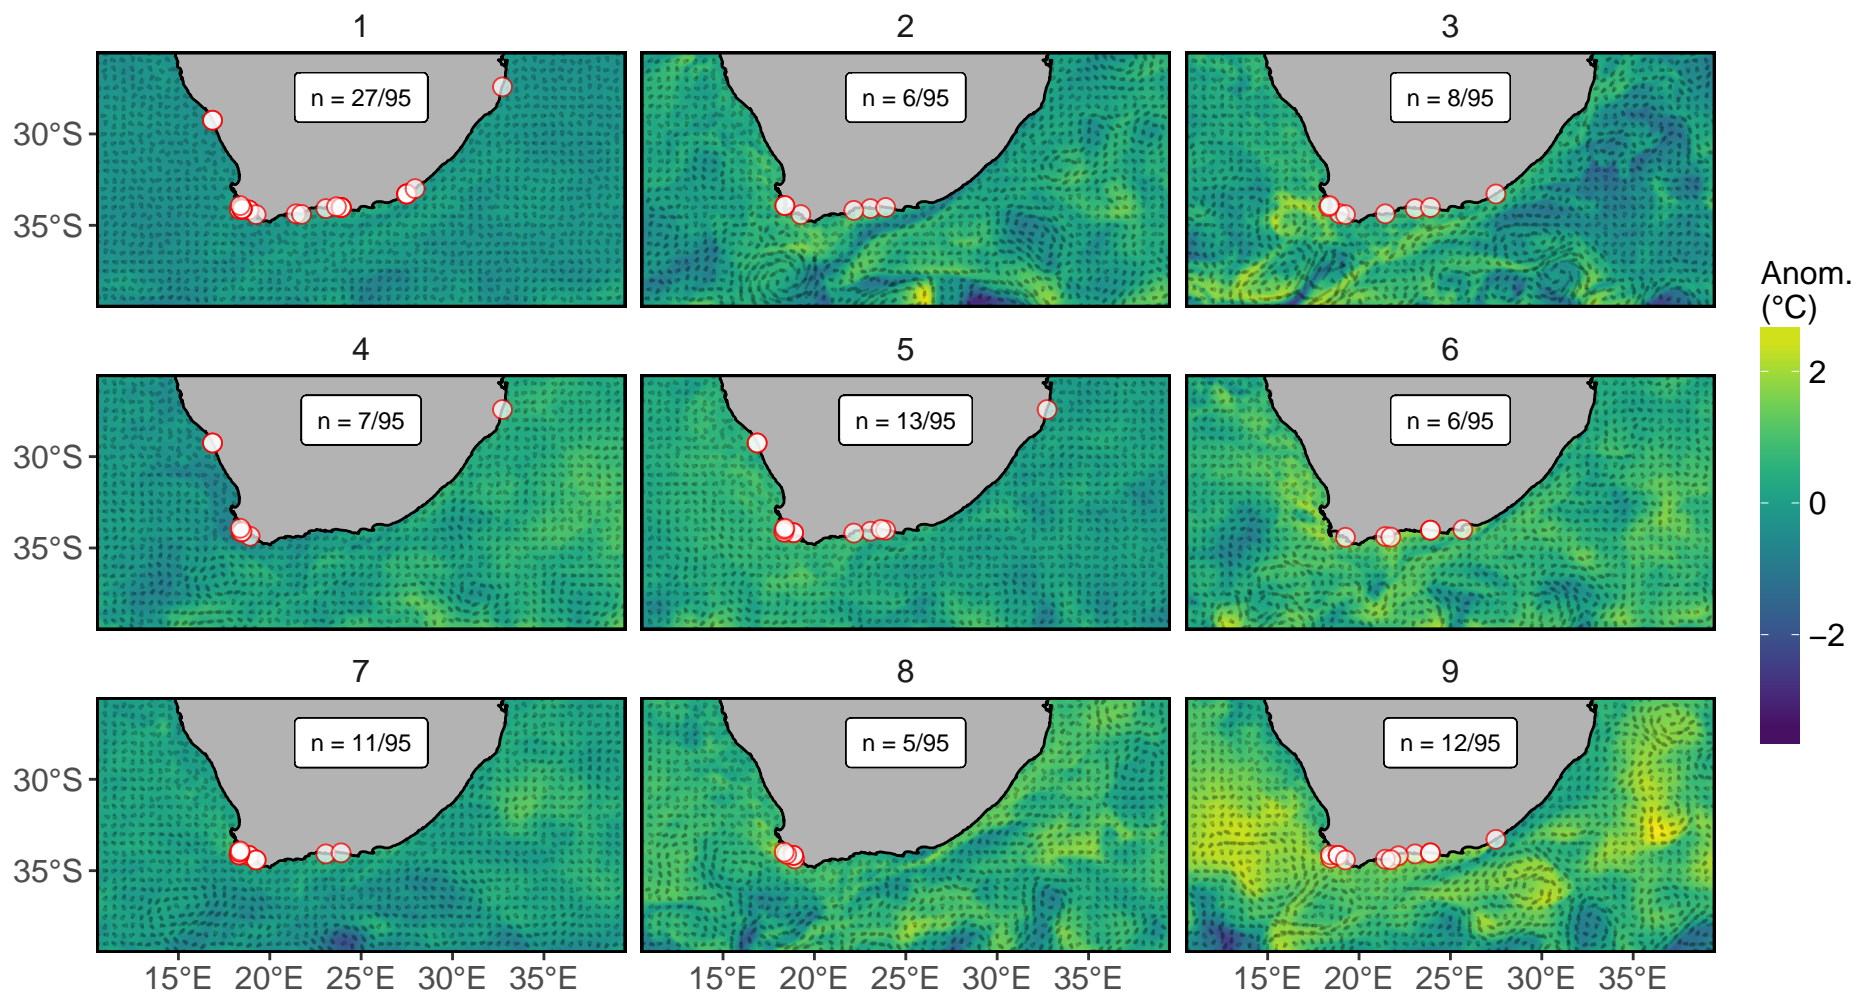 1
2
3
n = 27/95
n = 6/95
n = 8/95
30°S
35°S
4
5
6
n = 7/95
n = 13/95
n = 6/95
30°S
35°S
7
8
9
n = 11/95
n = 5/95
n = 12/95
30°S
35°S
15°E 20°E 25°E 30°E 35°E
15°E 20°E 25°E 30°E 35°E
15°E 20°E 25°E 30°E 35°E
Anom.
(°C)
2
0
−2